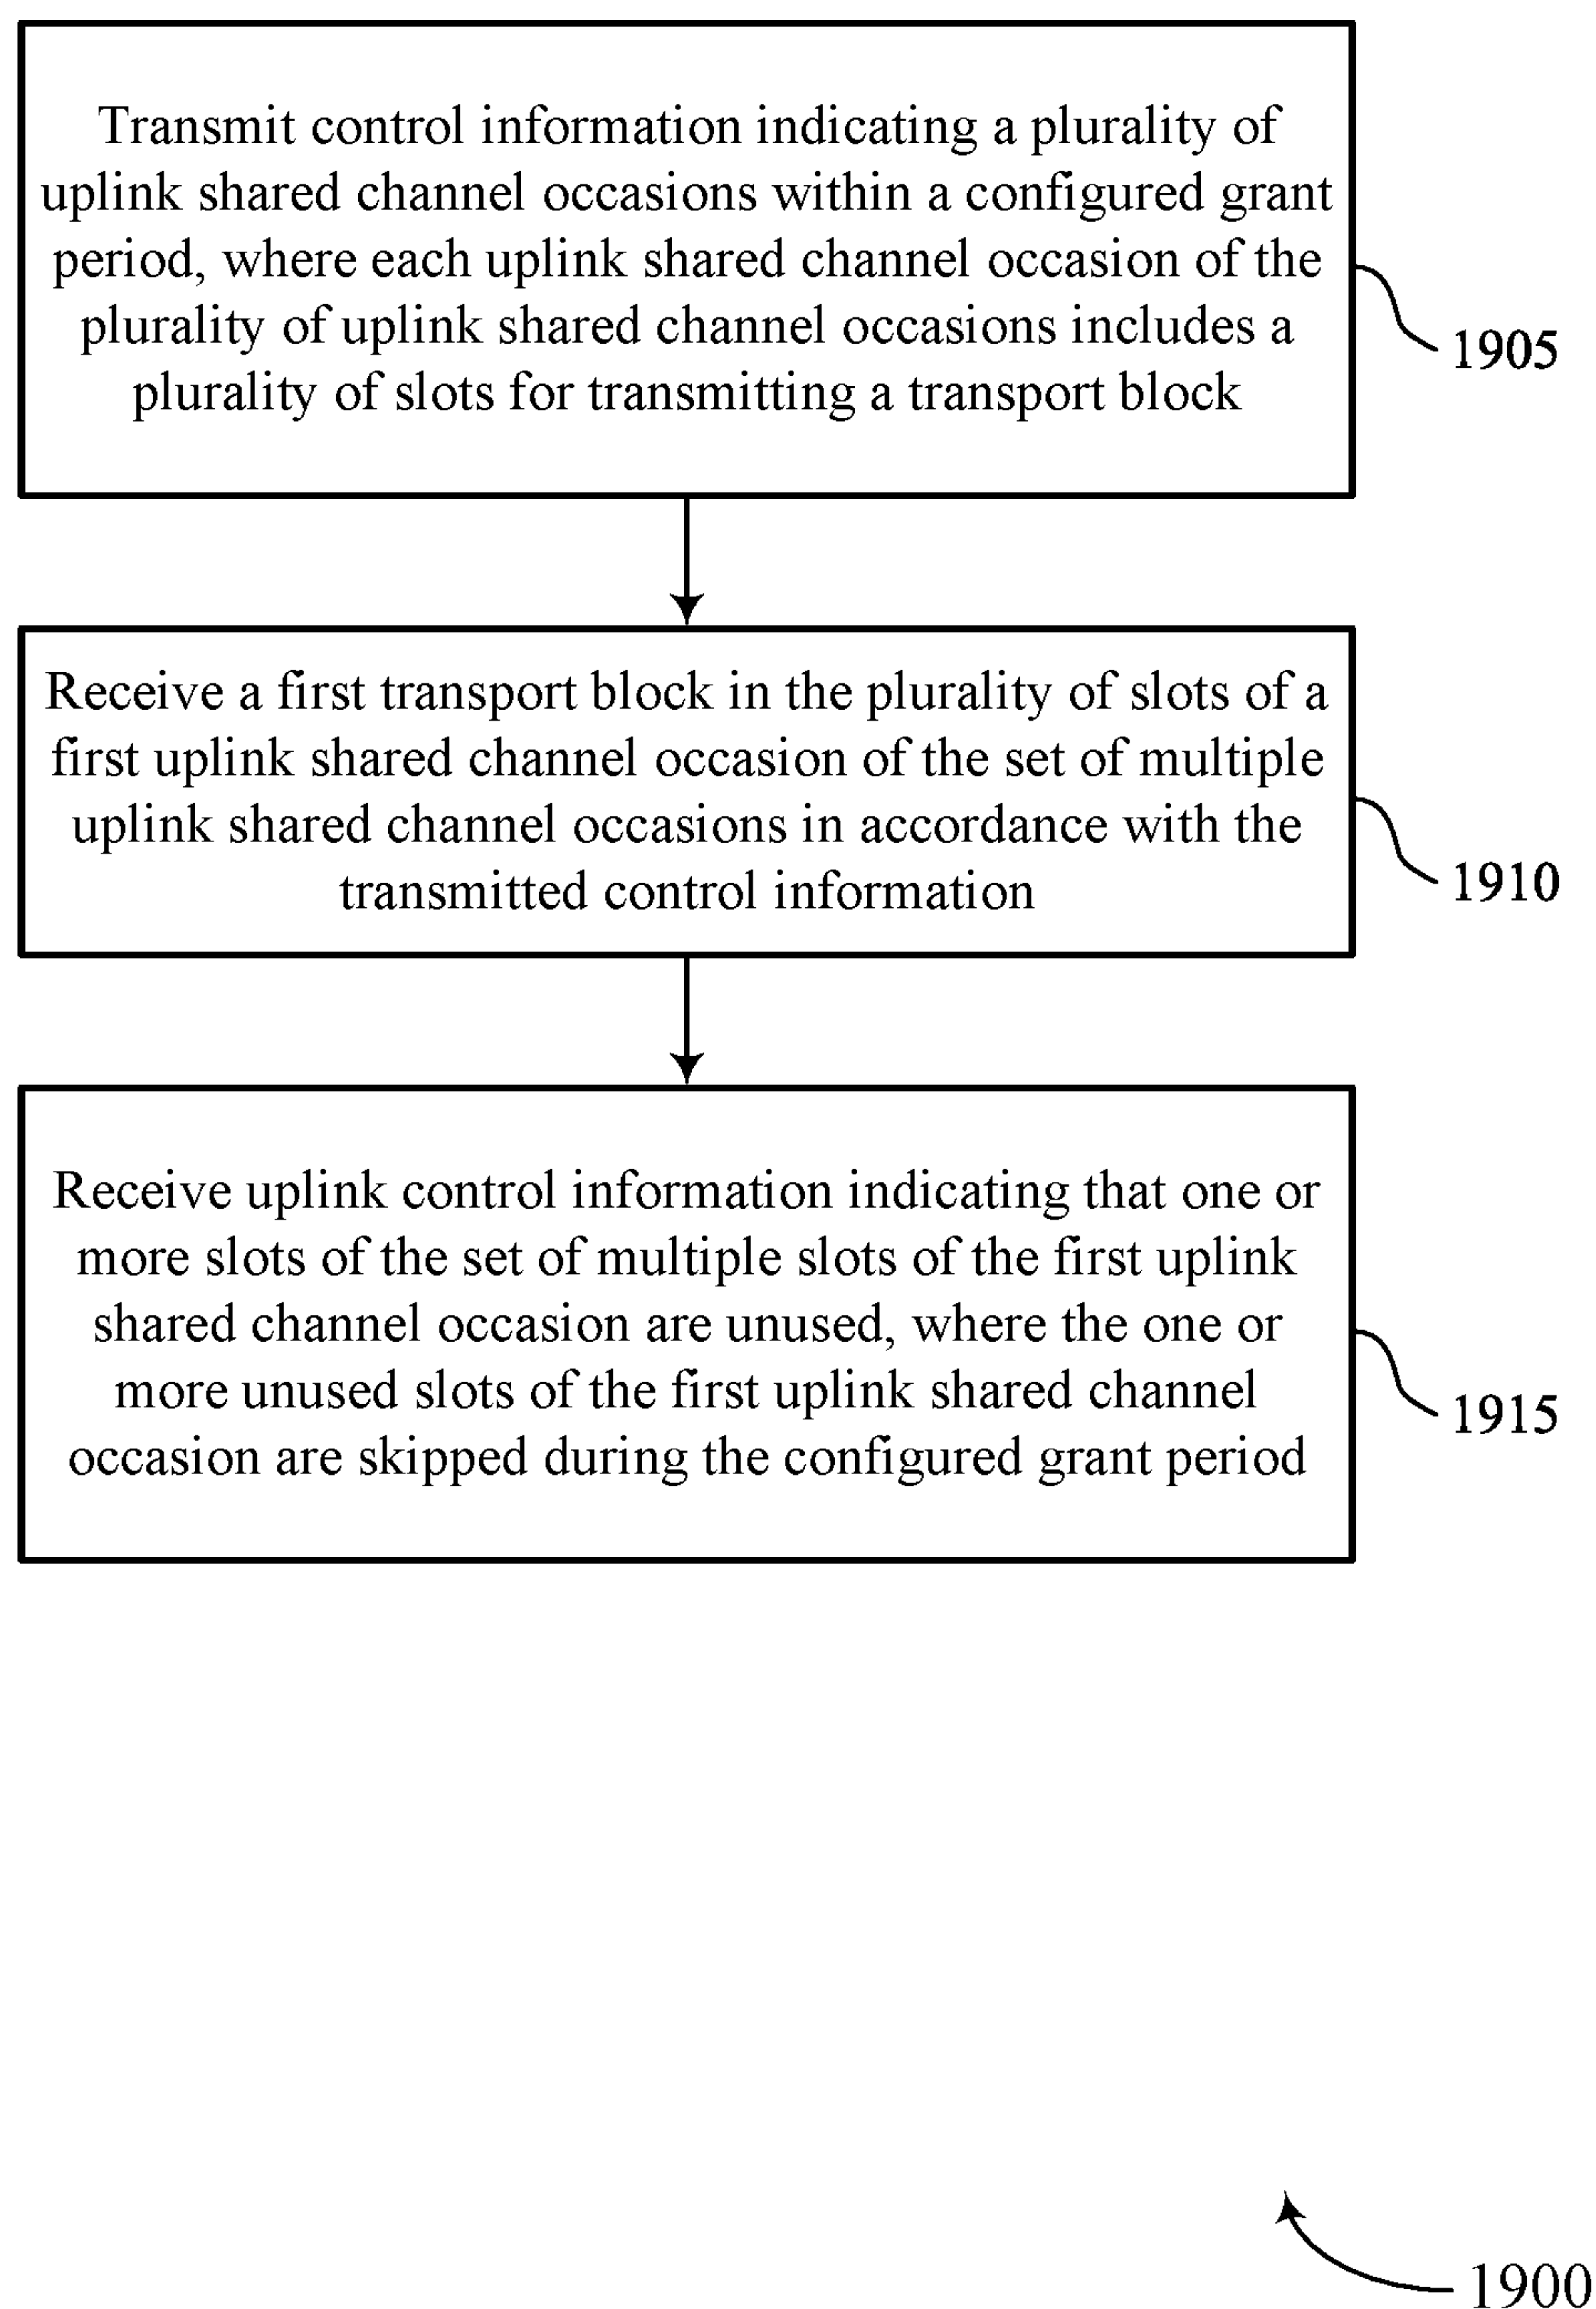 Transmit control information indicating a plurality of
uplink shared channel occasions within a configured grant
period, where each uplink shared channel occasion of the
plurality of uplink shared channel occasions includes a
plurality of slots for transmitting a transport block
1905
Receive a first transport block in the plurality of slots of a
first uplink shared channel occasion of the set of multiple
uplink shared channel occasions in accordance with the
transmitted control information
1910
Receive uplink control information indicating that one or
more slots of the set of multiple slots of the first uplink
shared channel occasion are unused, where the one or
more unused slots of the first uplink shared channel
occasion are skipped during the configured grant period
1915
1900